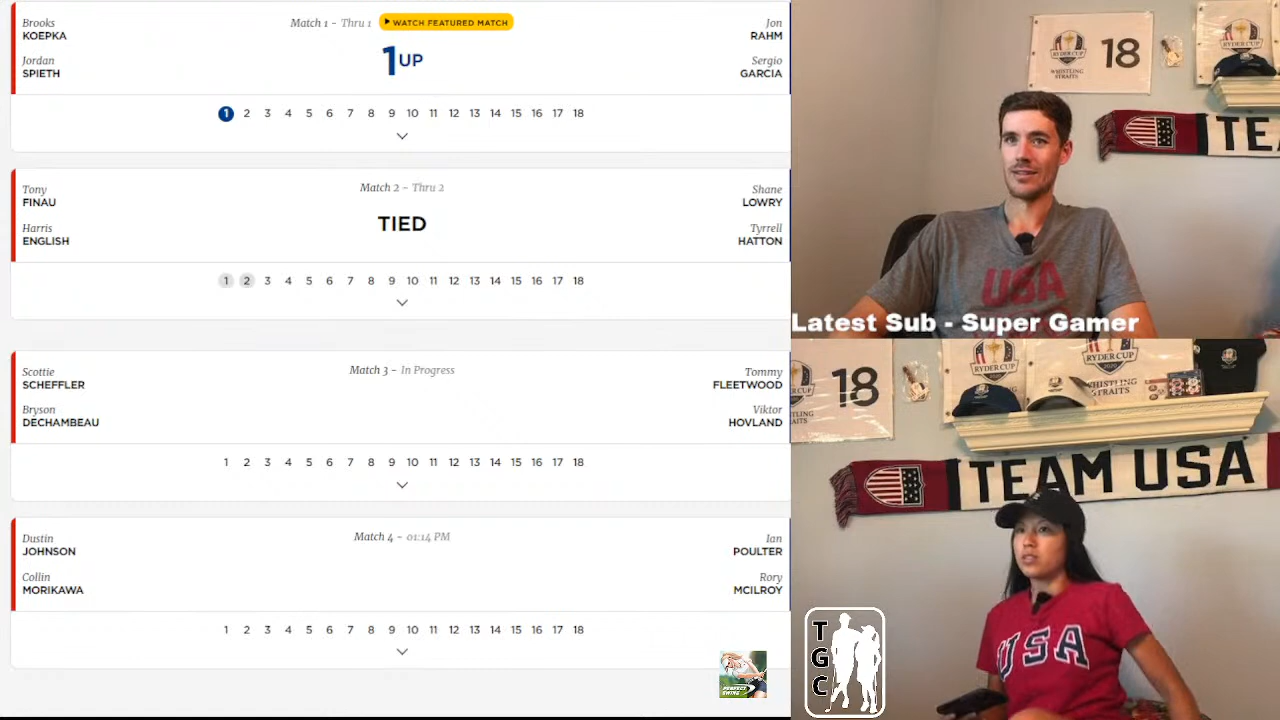 Brooks
KOEPKA
Jordan
SPIETH
Match 1 - Thru 1
WATCH FEATURED MATCH
1 UP
Jon
RAHM
Sergio
GARCIA
1 2 3 4 5 6 7 8 9 10 11 12 13 14 15 16 17 18
Tony
FINAU
Harris
ENGLISH
Match 2 - Thru 2
TIED
Shane
LOWRY
Tyrrell
HATTON
1 2 3 4 5 6 7 8 9 10 11 12 13 14 15 16 17 18
Scottie
SCHEFFLER
Bryson
DECHAMBEAU
Match 3 - In Progress
Tommy
FLEETWOOD
Viktor
HOVLAND
1 2 3 4 5 6 7 8 9 10 11 12 13 14 15 16 17 18
Dustin
JOHNSON
Collin
MORIKAWA
Match 4 - 01:14 PM
Ian
POULTER
Rory
MCILROY
1 2 3 4 5 6 7 8 9 10 11 12 13 14 15 16 17 18
PERFECT
SWING
RYDER CUP
WHISTLING
STRAITS
18
RYDER CUP
TE
USA
Latest Sub - Super Gamer
18
RYDER CUP
2020
RYDER CUP
WHISTLING
STRAITS
TEAM USA
USA
TGC